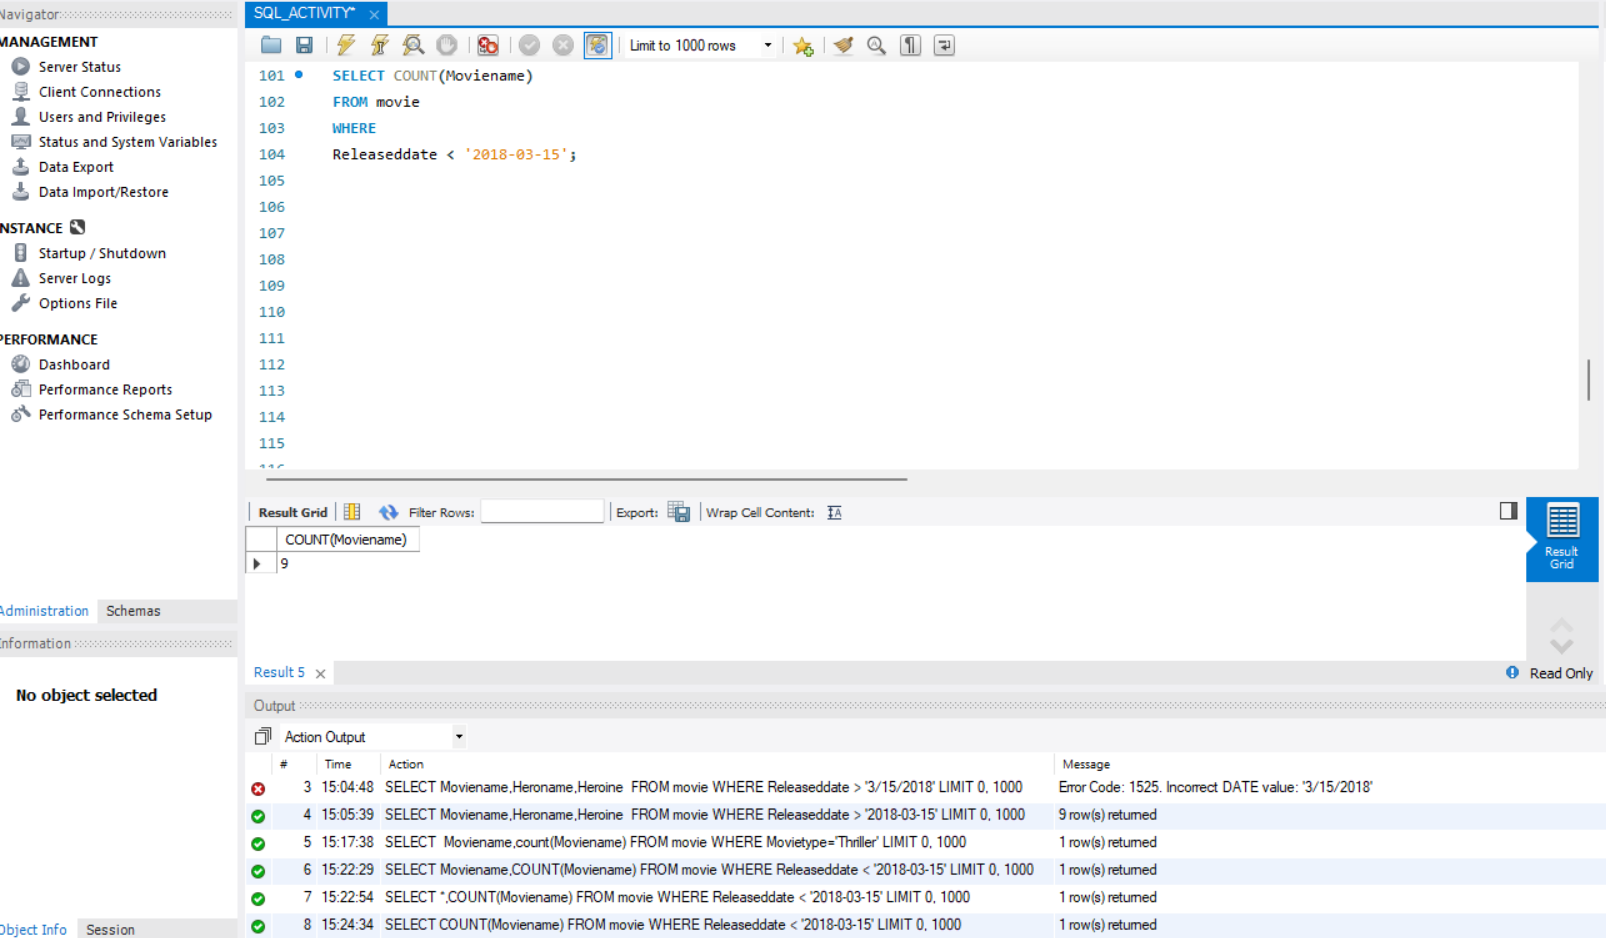 Navigator
MANAGEMENT
Server Status
Client Connections
Users and Privileges
Status and System Variables
Data Export
Data Import/Restore
NSTANCE
Startup / Shutdown
Server Logs
Options File
PERFORMANCE
Dashboard
Performance Reports
Performance Schema Setup
Administration Schemas
Information
No object selected
Object Info Session
SQL_ACTIVITY*
Limit to 1000 rows
101 SELECT COUNT(Moviename)
102 FROM movie
103 WHERE
104 Releaseddate < '2018-03-15';
105
106
107
108
109
110
111
112
113
114
115
116
Result Grid Filter Rows: Export: Wrap Cell Content:
COUNT(Moviename)
9
Result
Grid
Result 5 Read Only
Output
Action Output
# Time Action Message
3 15:04:48 SELECT Moviename,Heroname,Heroine FROM movie WHERE Releaseddate > '3/15/2018' LIMIT 0, 1000 Error Code: 1525. Incorrect DATE value: '3/15/2018'
4 15:05:39 SELECT Moviename,Heroname,Heroine FROM movie WHERE Releaseddate > '2018-03-15' LIMIT 0, 1000 9 row(s) returned
5 15:17:38 SELECT Moviename,count(Moviename) FROM movie WHERE Movietype='Thriller' LIMIT 0, 1000 1 row(s) returned
6 15:22:29 SELECT Moviename,COUNT(Moviename) FROM movie WHERE Releaseddate < '2018-03-15' LIMIT 0, 1000 1 row(s) returned
7 15:22:54 SELECT *,COUNT(Moviename) FROM movie WHERE Releaseddate < '2018-03-15' LIMIT 0, 1000 1 row(s) returned
8 15:24:34 SELECT COUNT(Moviename) FROM movie WHERE Releaseddate < '2018-03-15' LIMIT 0, 1000 1 row(s) returned